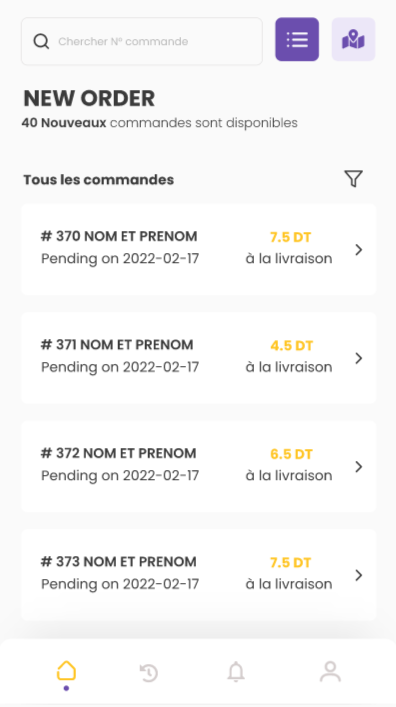 Chercher N° commande
NEW ORDER
40 Nouveaux commandes sont disponibles
Tous les commandes
# 370 NOM ET PRENOM
7.5 DT
Pending on 2022-02-17
à la livraison
# 371 NOM ET PRENOM
4.5 DT
Pending on 2022-02-17
à la livraison
# 372 NOM ET PRENOM
6.5 DT
Pending on 2022-02-17
à la livraison
# 373 NOM ET PRENOM
7.5 DT
Pending on 2022-02-17
à la livraison